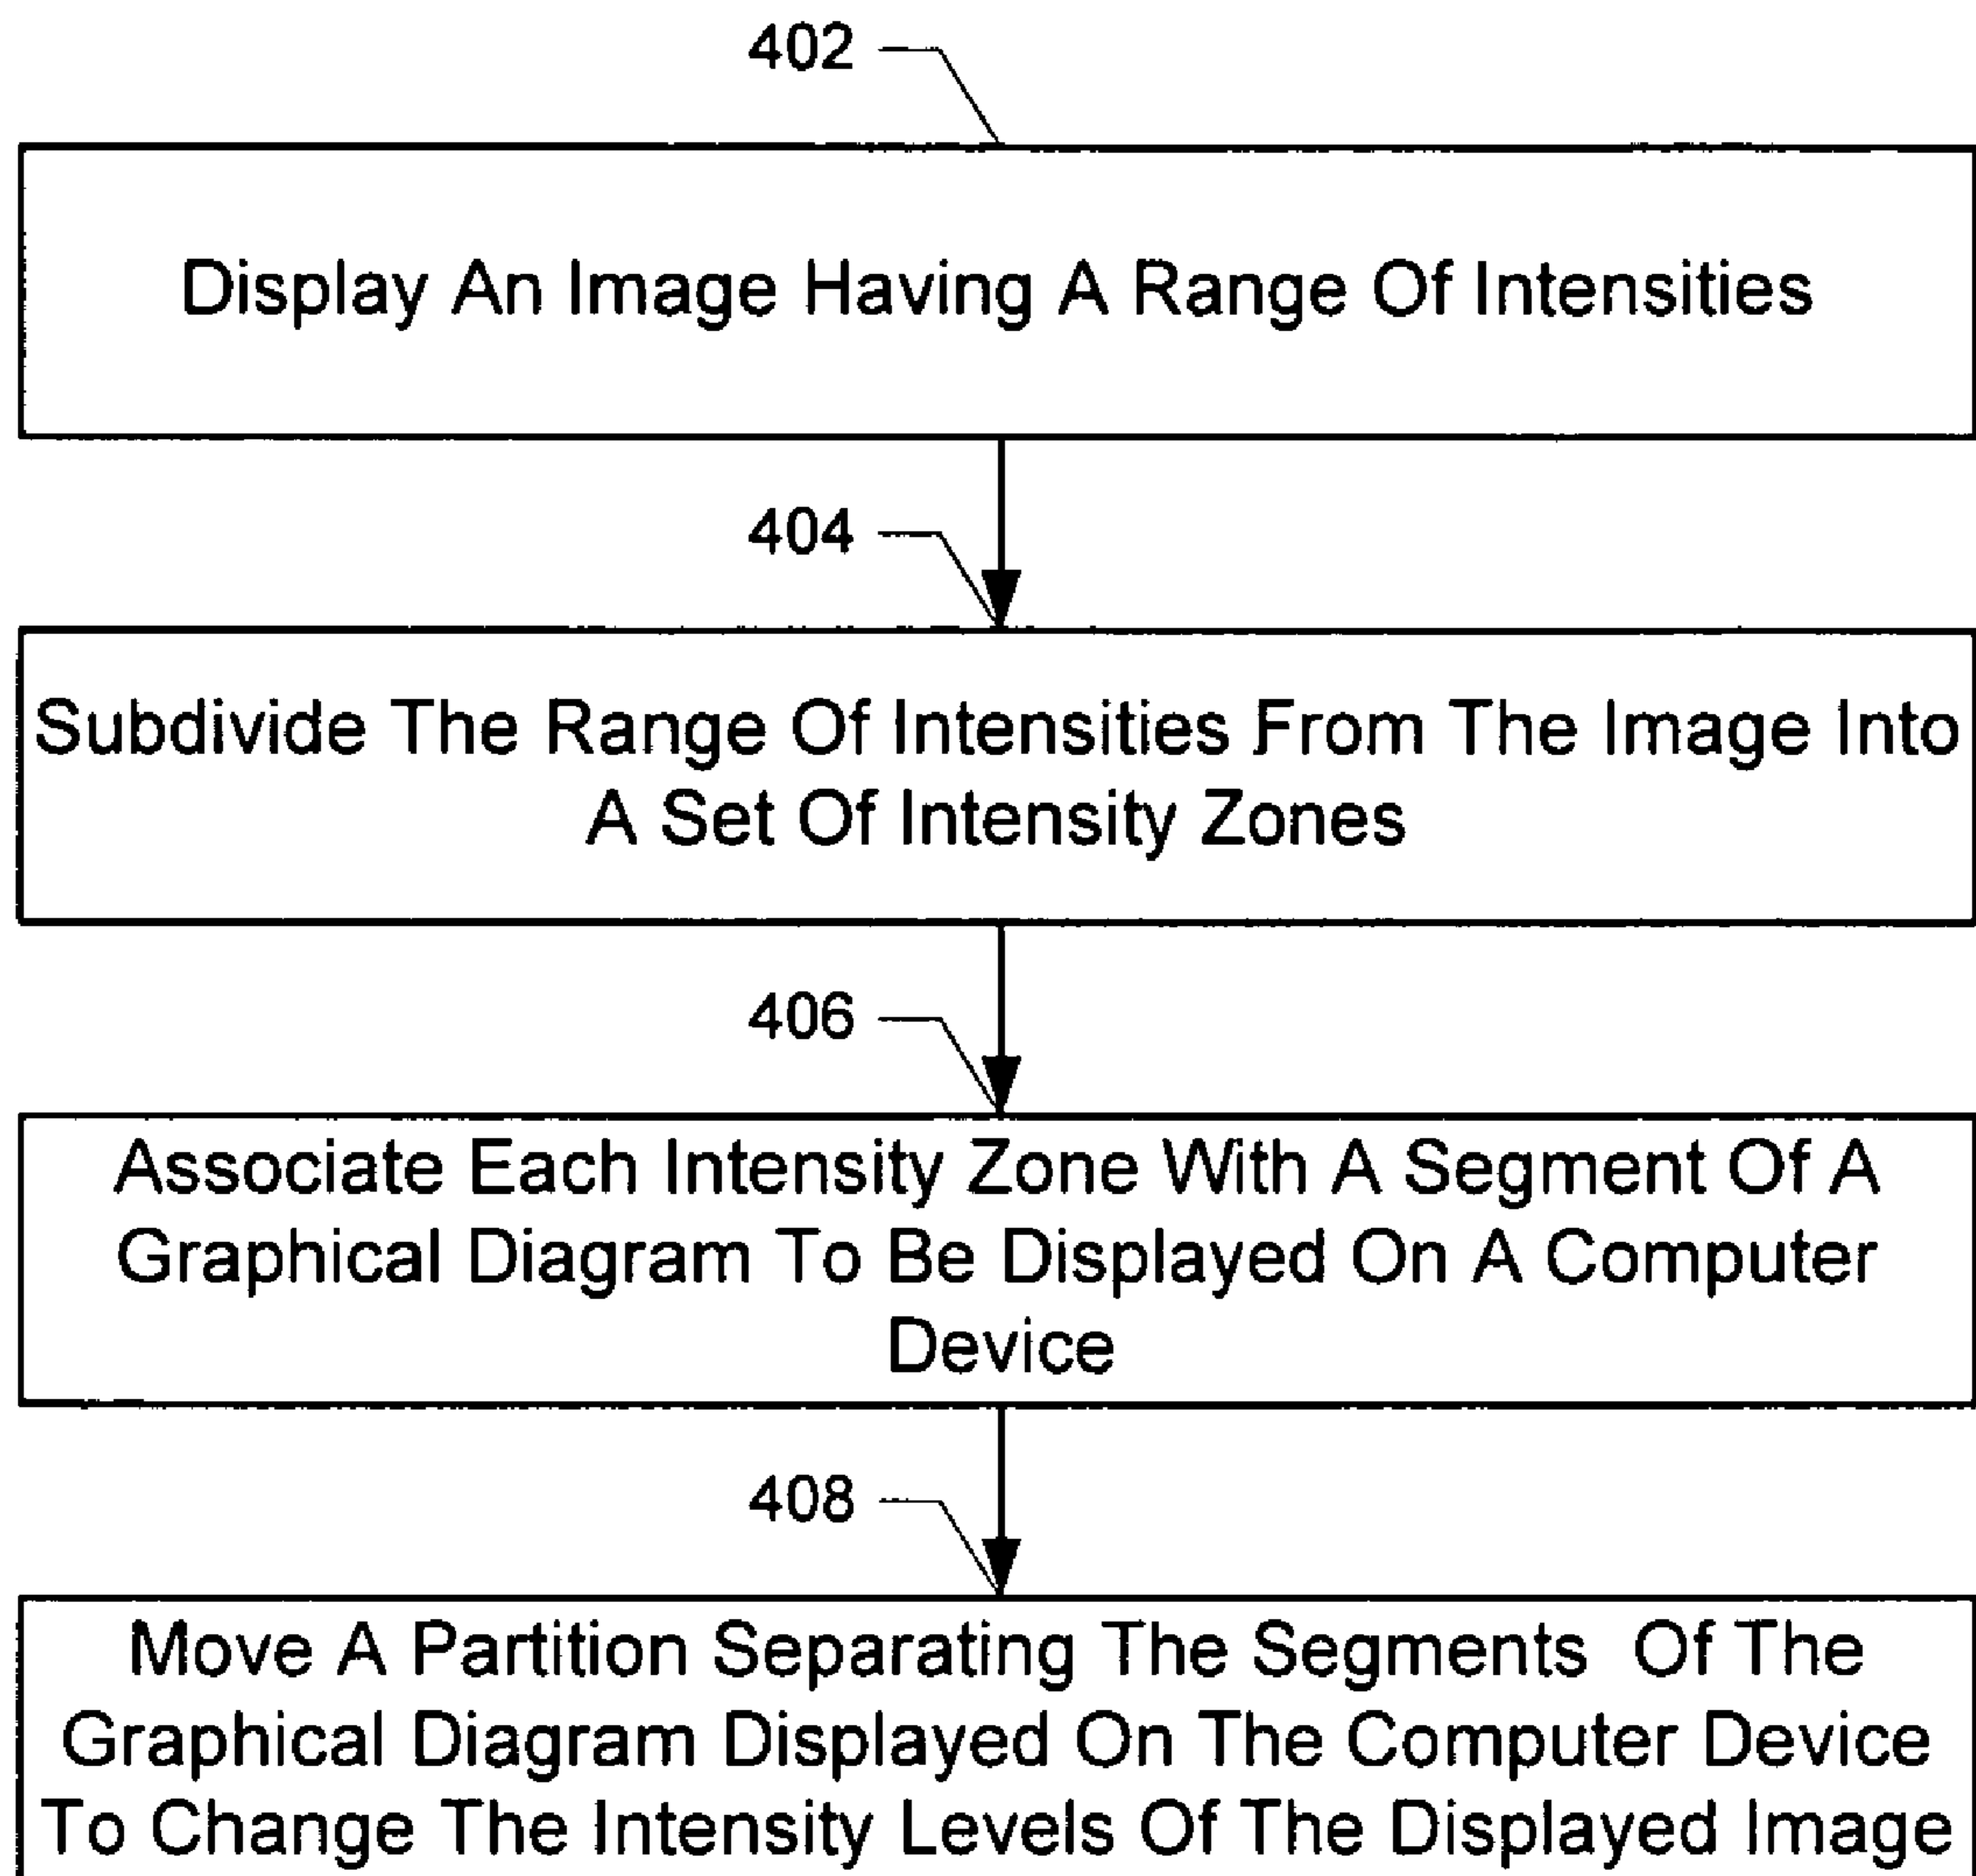 402
Display An Image Having A Range Of Intensities
404
Subdivide The Range Of Intensities From The Image Into
A Set Of Intensity Zones
406
Associate Each Intensity Zone With A Segment Of A
Graphical Diagram To Be Displayed On A Computer
Device
408
Move A Partition Separating The Segments Of The
Graphical Diagram Displayed On The Computer Device
To Change The Intensity Levels Of The Displayed Image